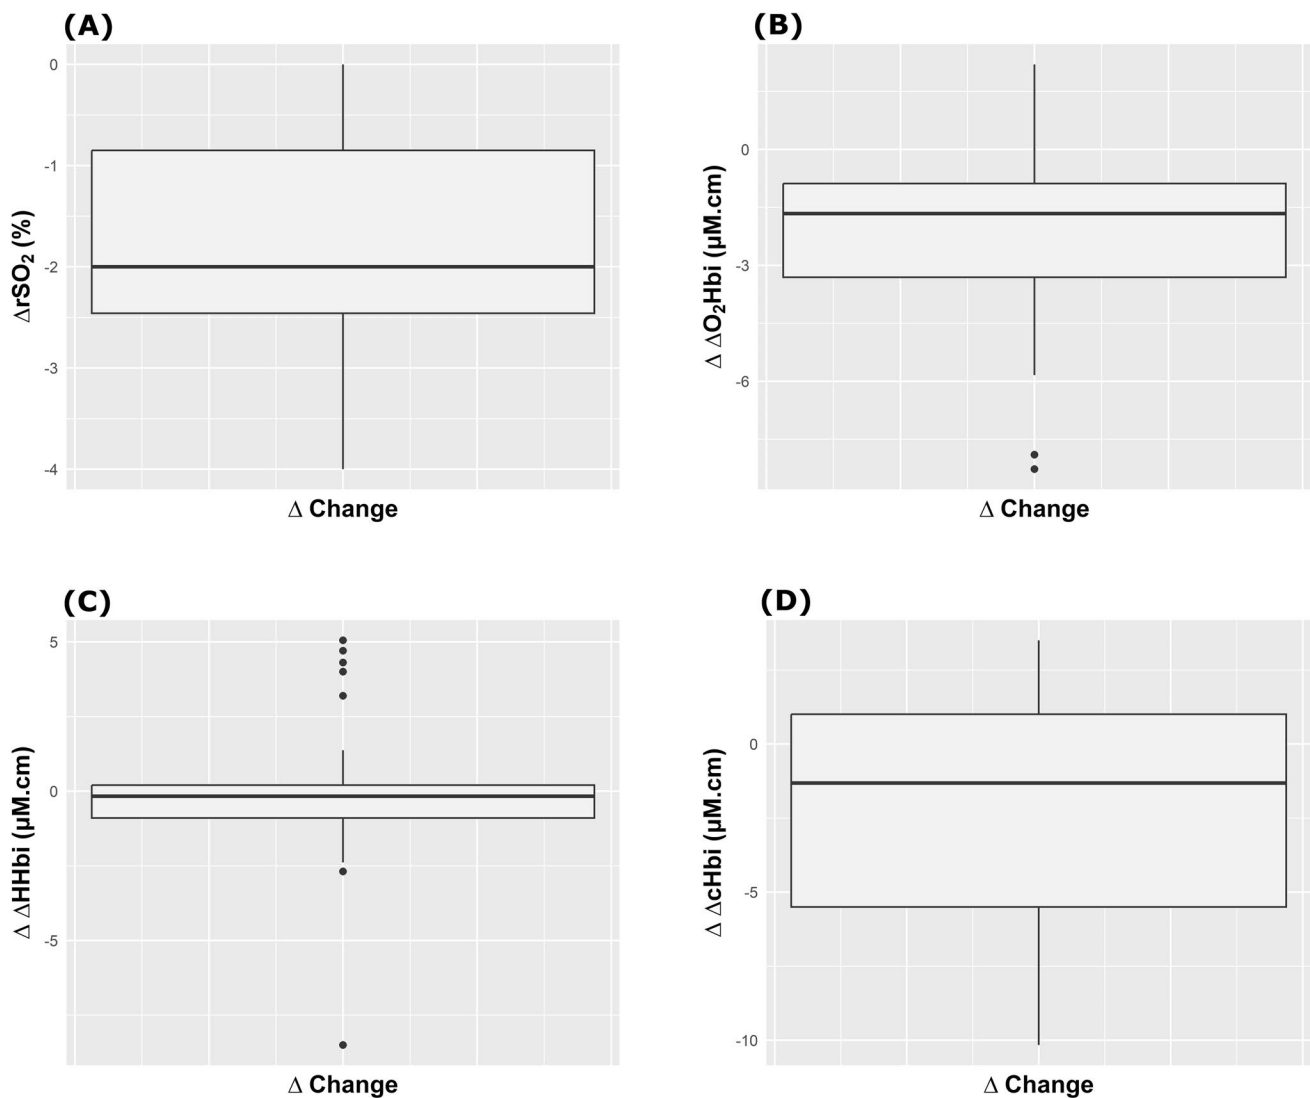 (A)
0
-1
-2
-3
-4
ΔrSO₂ (%)
Δ Change
(B)
0
-3
-6
Δ ΔO₂Hbi (µM.cm)
Δ Change
(C)
5
0
-5
Δ ΔHHbi (µM.cm)
Δ Change
(D)
0
-5
-10
Δ ΔcHbi (µM.cm)
Δ Change